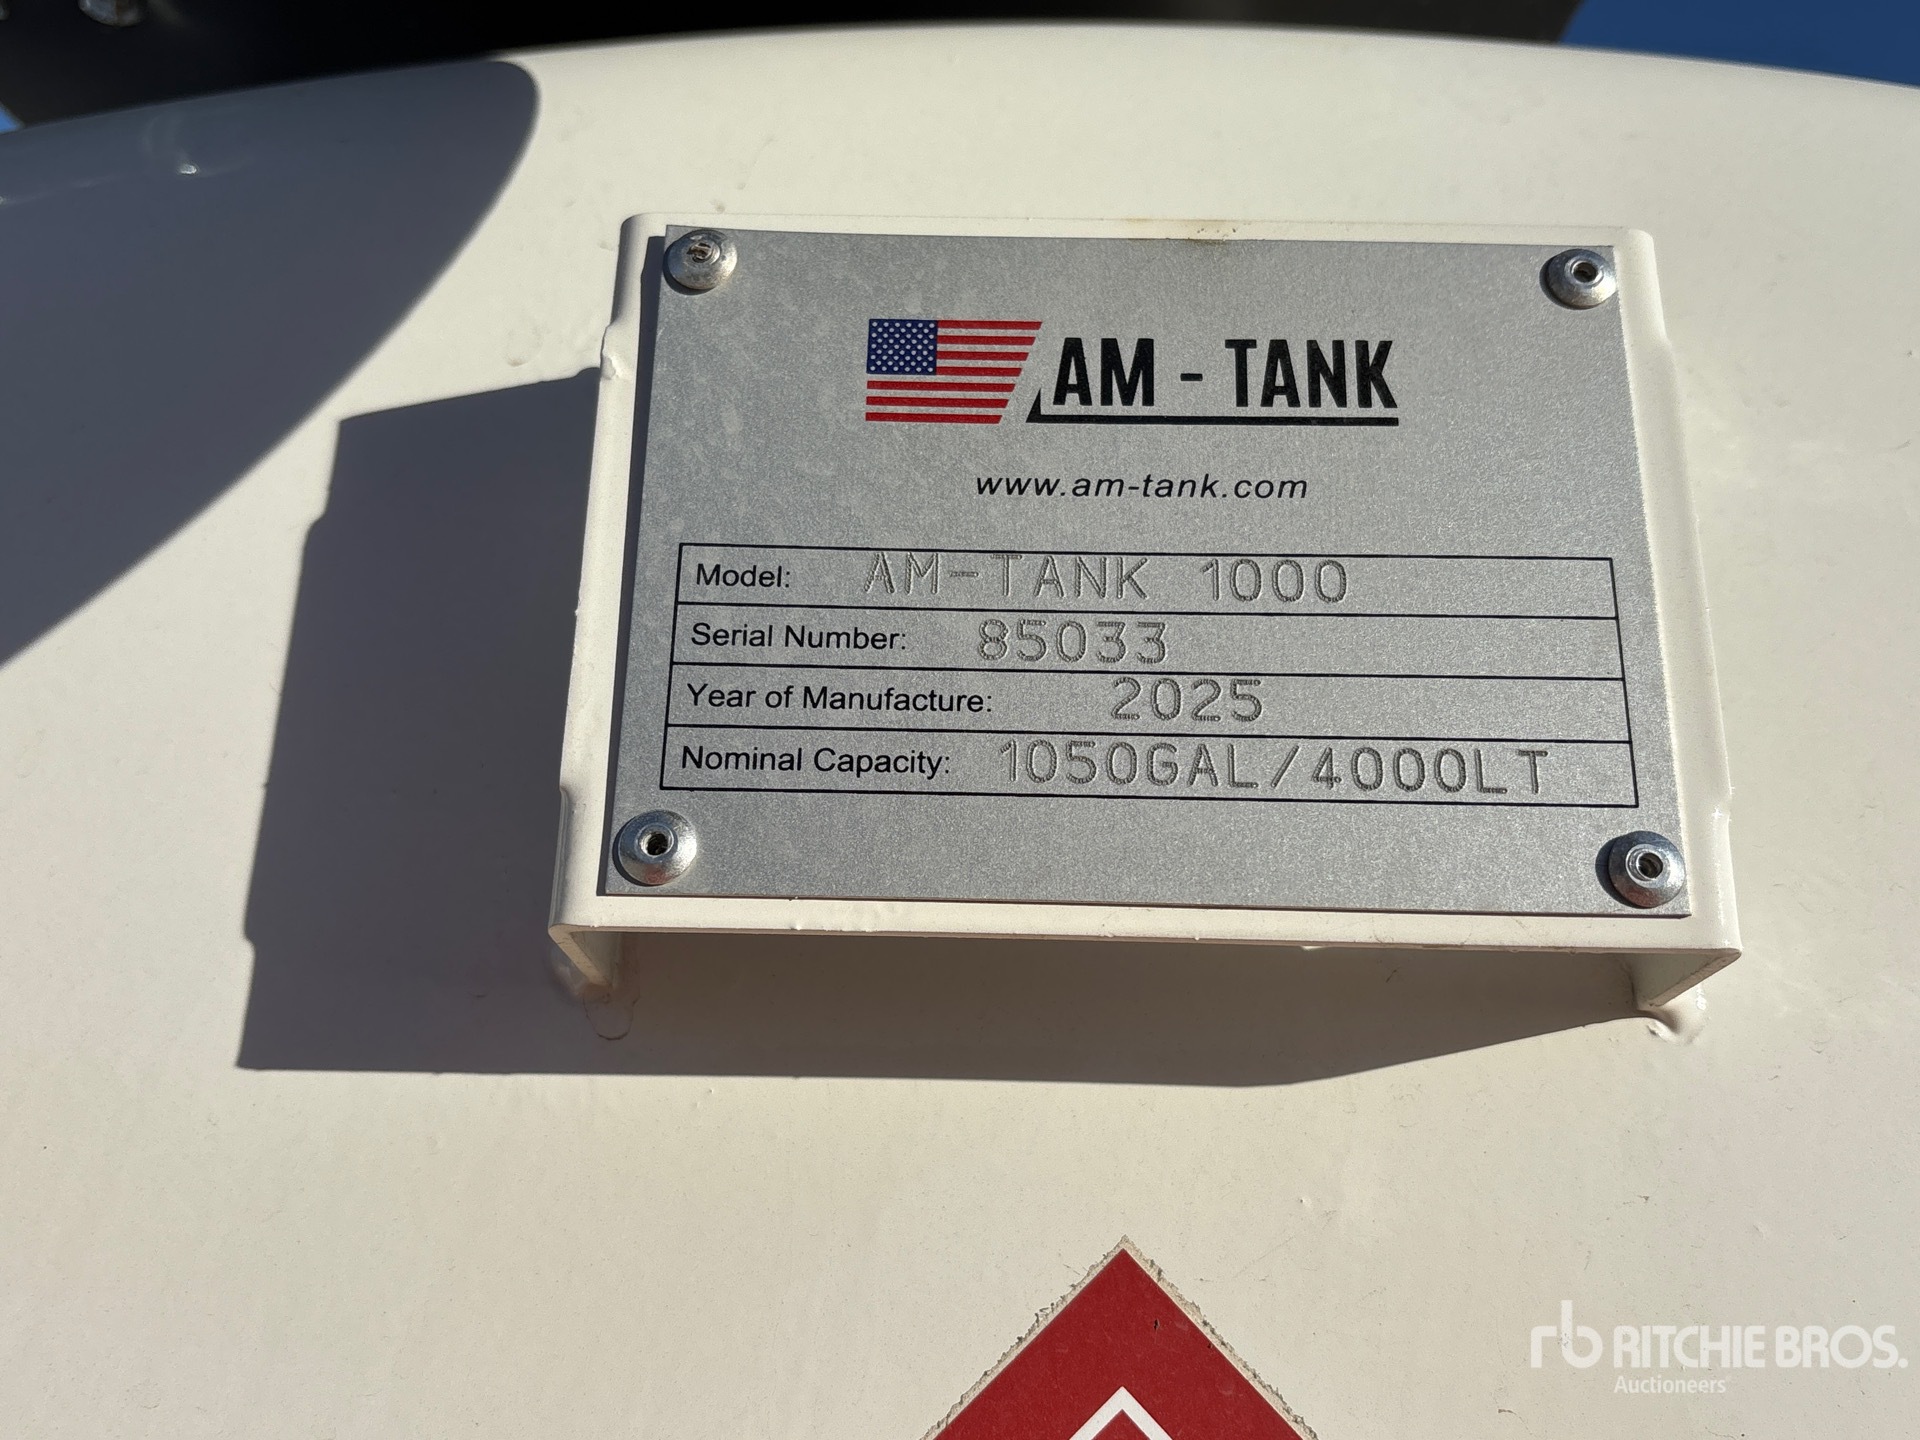 AM - TANK
www.am-tank.com
Model: AM-TANK 1000
Serial Number: 85033
Year of Manufacture: 2025
Nominal Capacity: 1050GAL/4000LT
rb RITCHIE BROS.
Auctioneers